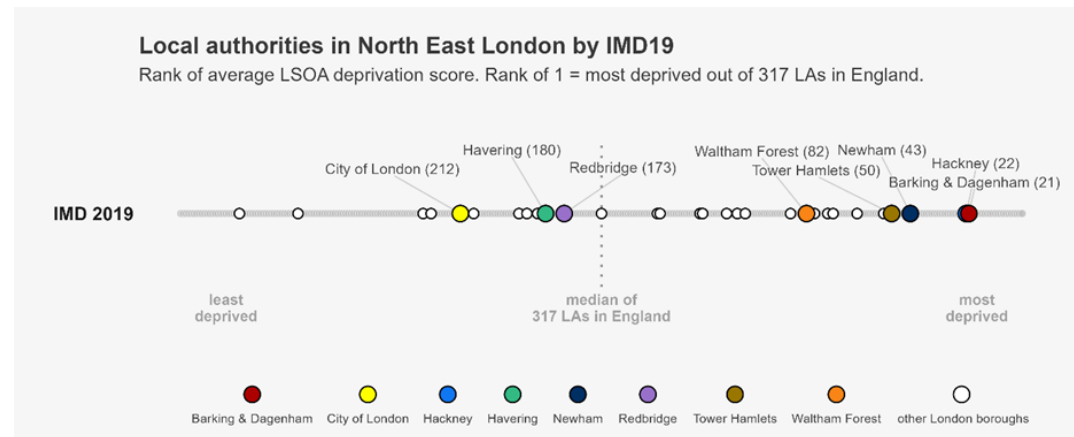 Local authorities in North East London by IMD19
Rank of average LSOA deprivation score. Rank of 1 = most deprived out of 317 LAs in England.
Havering (180)
Waltham Forest (82)
Newham (43)
City of London (212)
Redbridge (173)
Tower Hamlets (50)
Hackney (22)
Barking & Dagenham (21)
IMD 2019
least
deprived
median of
317 LAs in England
most
deprived
Barking & Dagenham
City of London
Hackney
Havering
Newham
Redbridge
Tower Hamlets
Waltham Forest
other London boroughs